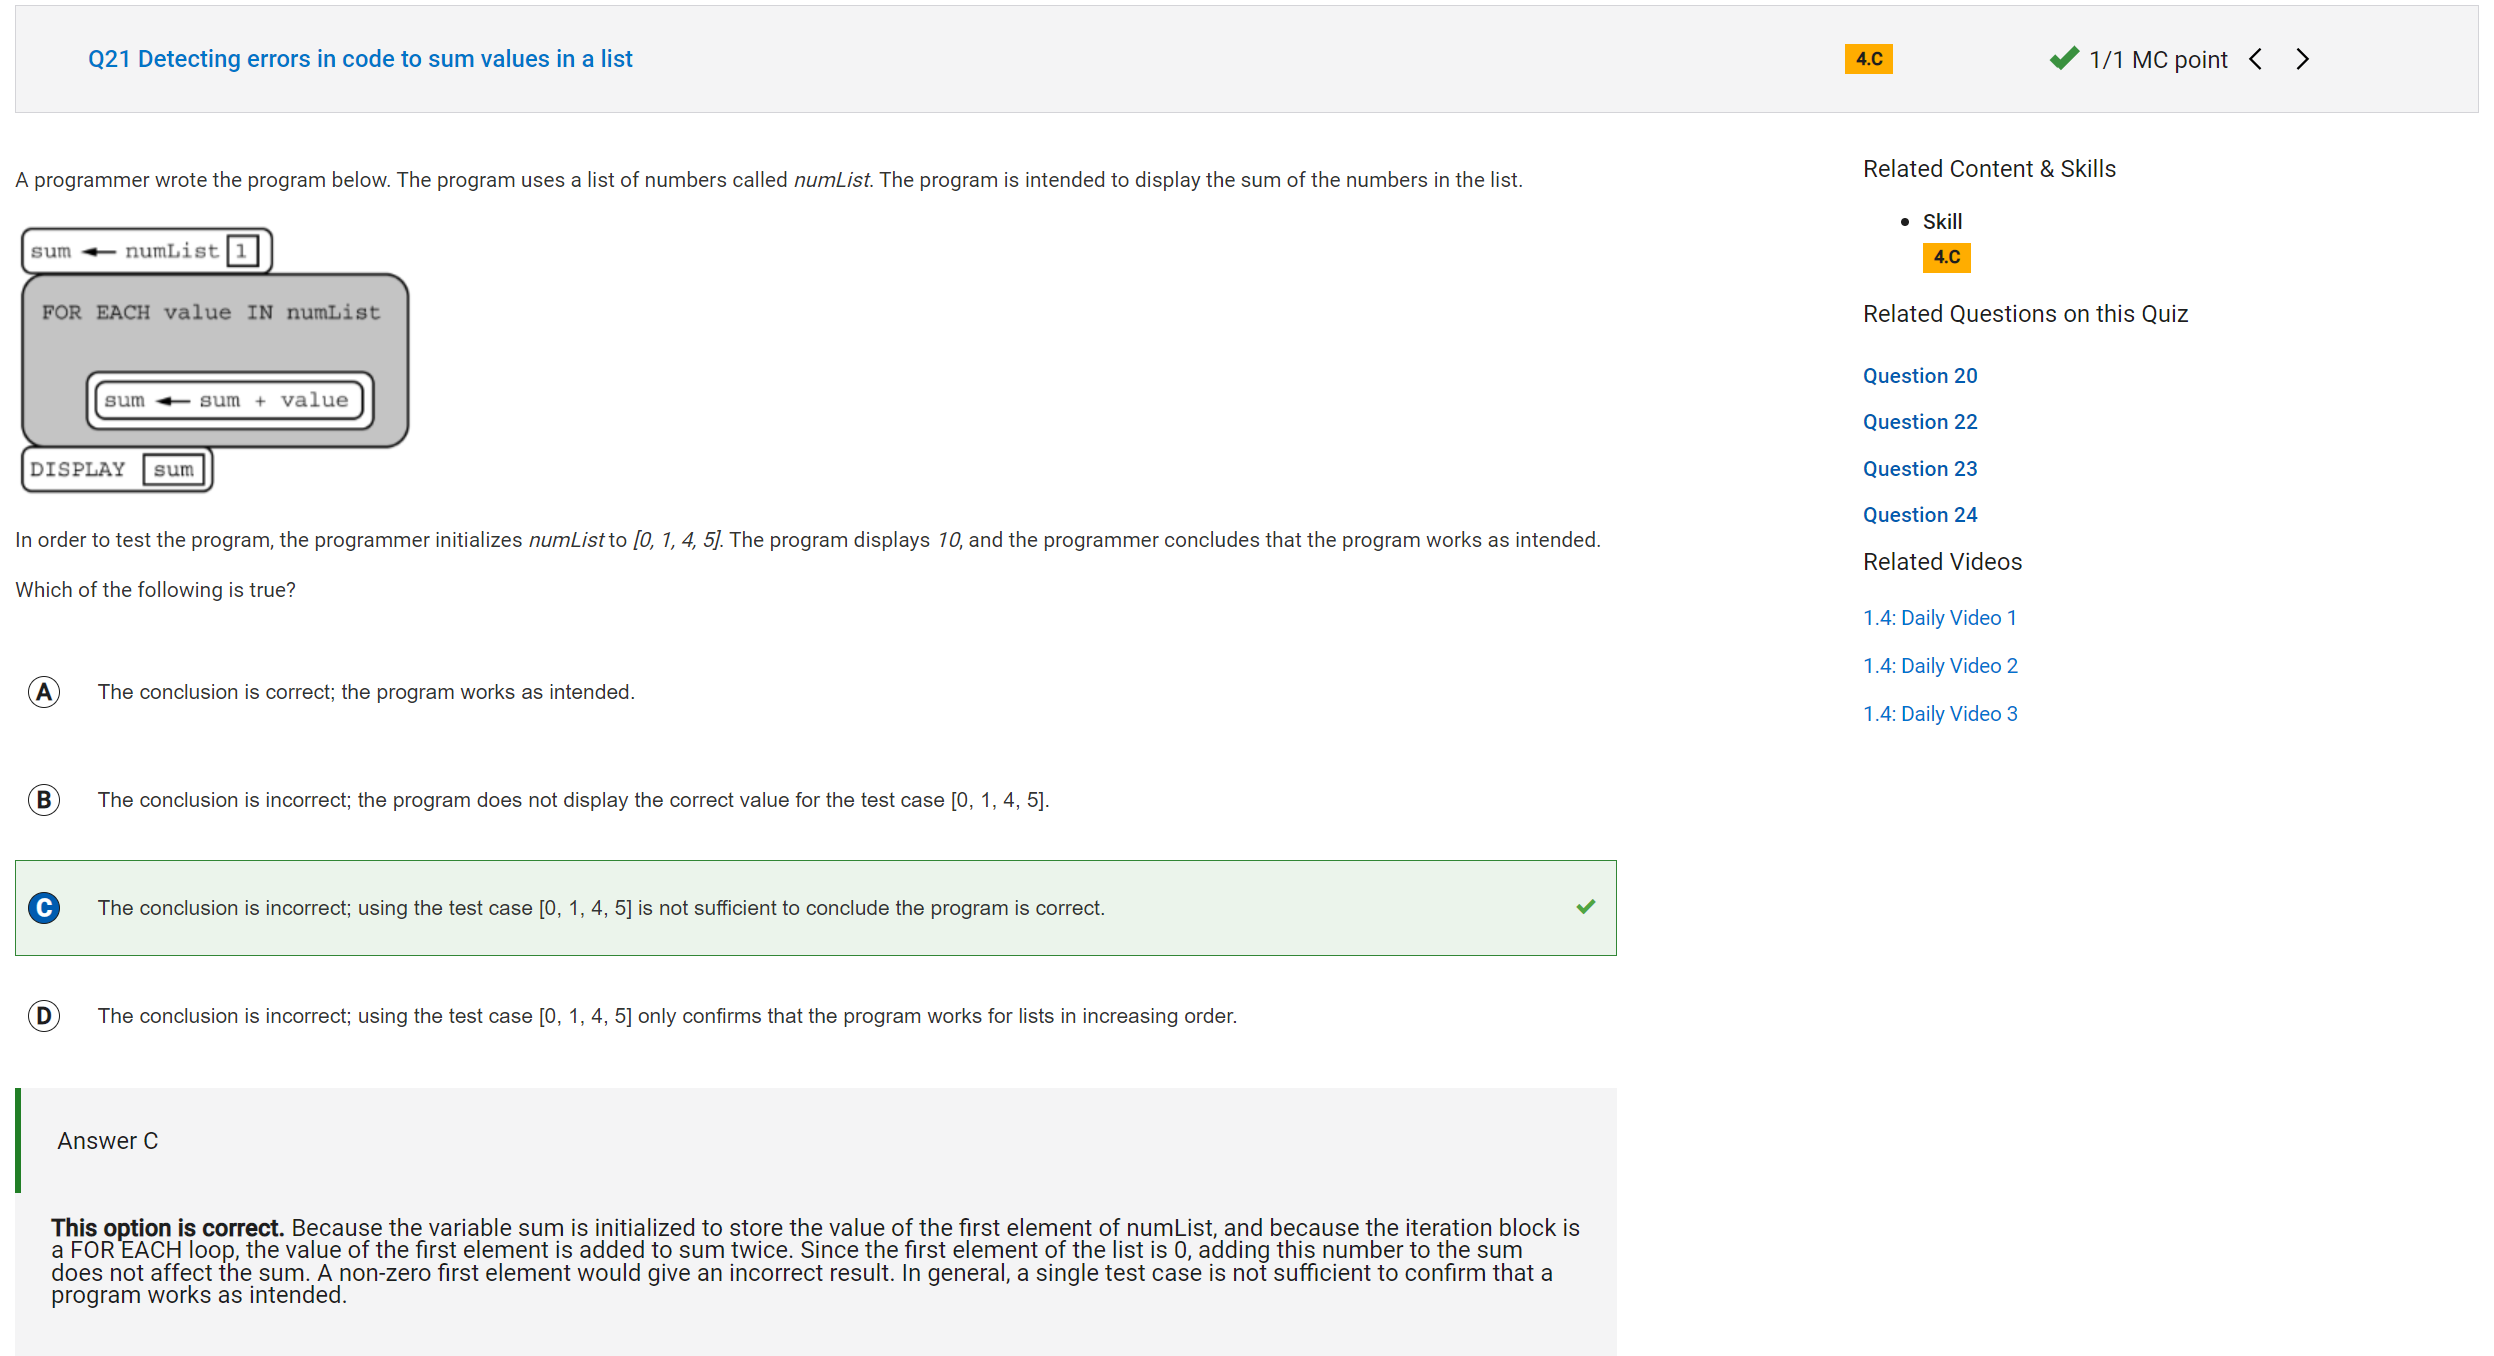 Q21 Detecting errors in code to sum values in a list
4.C
1/1 MC point
A programmer wrote the program below. The program uses a list of numbers called numList. The program is intended to display the sum of the numbers in the list.
sum ← numList 1
FOR EACH value IN numList
sum ← sum + value
DISPLAY sum
In order to test the program, the programmer initializes numList to [0, 1, 4, 5]. The program displays 10, and the programmer concludes that the program works as intended.
Which of the following is true?
A The conclusion is correct; the program works as intended.
B The conclusion is incorrect; the program does not display the correct value for the test case [0, 1, 4, 5].
C The conclusion is incorrect; using the test case [0, 1, 4, 5] is not sufficient to conclude the program is correct.
D The conclusion is incorrect; using the test case [0, 1, 4, 5] only confirms that the program works for lists in increasing order.
Answer C
This option is correct. Because the variable sum is initialized to store the value of the first element of numList, and because the iteration block is
a FOR EACH loop, the value of the first element is added to sum twice. Since the first element of the list is 0, adding this number to the sum
does not affect the sum. A non-zero first element would give an incorrect result. In general, a single test case is not sufficient to confirm that a
program works as intended.
Related Content & Skills
• Skill
4.C
Related Questions on this Quiz
Question 20
Question 22
Question 23
Question 24
Related Videos
1.4: Daily Video 1
1.4: Daily Video 2
1.4: Daily Video 3